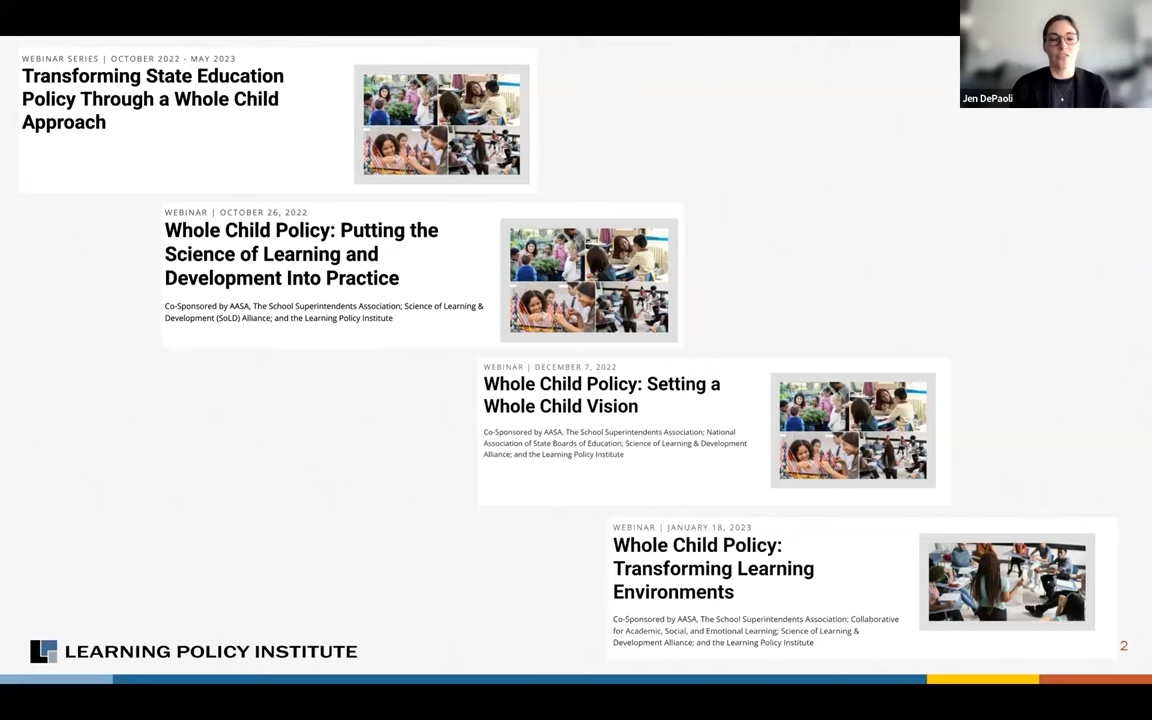 WEBINAR SERIES | OCTOBER 2022 - MAY 2023
Transforming State Education
Policy Through a Whole Child
Approach
Jen DePaoli
WEBINAR | OCTOBER 26, 2022
Whole Child Policy: Putting the
Science of Learning and
Development Into Practice
Co-Sponsored by AASA, The School Superintendents Association; Science of Learning &
Development (SoLD) Alliance; and the Learning Policy Institute
WEBINAR | DECEMBER 7, 2022
Whole Child Policy: Setting a
Whole Child Vision
Co-Sponsored by AASA, The School Superintendents Association; National
Association of State Boards of Education; Science of Learning & Development
Alliance; and the Learning Policy Institute
WEBINAR | JANUARY 18, 2023
Whole Child Policy:
Transforming Learning
Environments
Co-Sponsored by AASA, The School Superintendents Association; Collaborative
for Academic, Social, and Emotional Learning; Science of Learning &
Development Alliance; and the Learning Policy Institute
LEARNING POLICY INSTITUTE
2